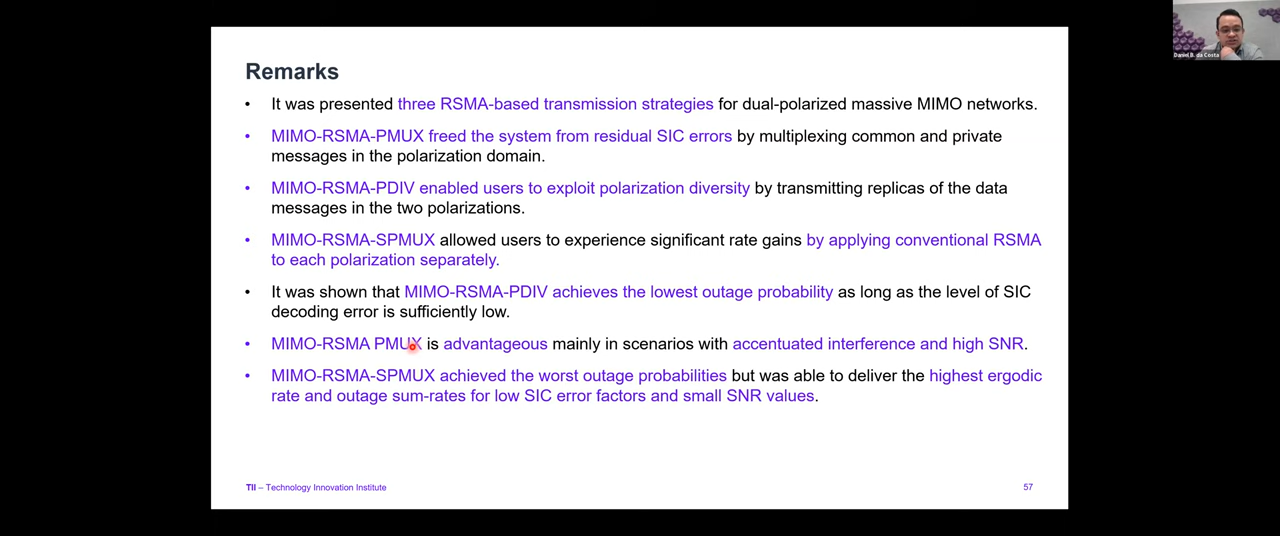 Remarks
• It was presented three RSMA-based transmission strategies for dual-polarized massive MIMO networks.
• MIMO-RSMA-PMUX freed the system from residual SIC errors by multiplexing common and private
messages in the polarization domain.
• MIMO-RSMA-PDIV enabled users to exploit polarization diversity by transmitting replicas of the data
messages in the two polarizations.
• MIMO-RSMA-SPMUX allowed users to experience significant rate gains by applying conventional RSMA
to each polarization separately.
• It was shown that MIMO-RSMA-PDIV achieves the lowest outage probability as long as the level of SIC
decoding error is sufficiently low.
• MIMO-RSMA PMUX is advantageous mainly in scenarios with accentuated interference and high SNR.
• MIMO-RSMA-SPMUX achieved the worst outage probabilities but was able to deliver the highest ergodic
rate and outage sum-rates for low SIC error factors and small SNR values.
TII – Technology Innovation Institute
57
Daniel B. da Costa